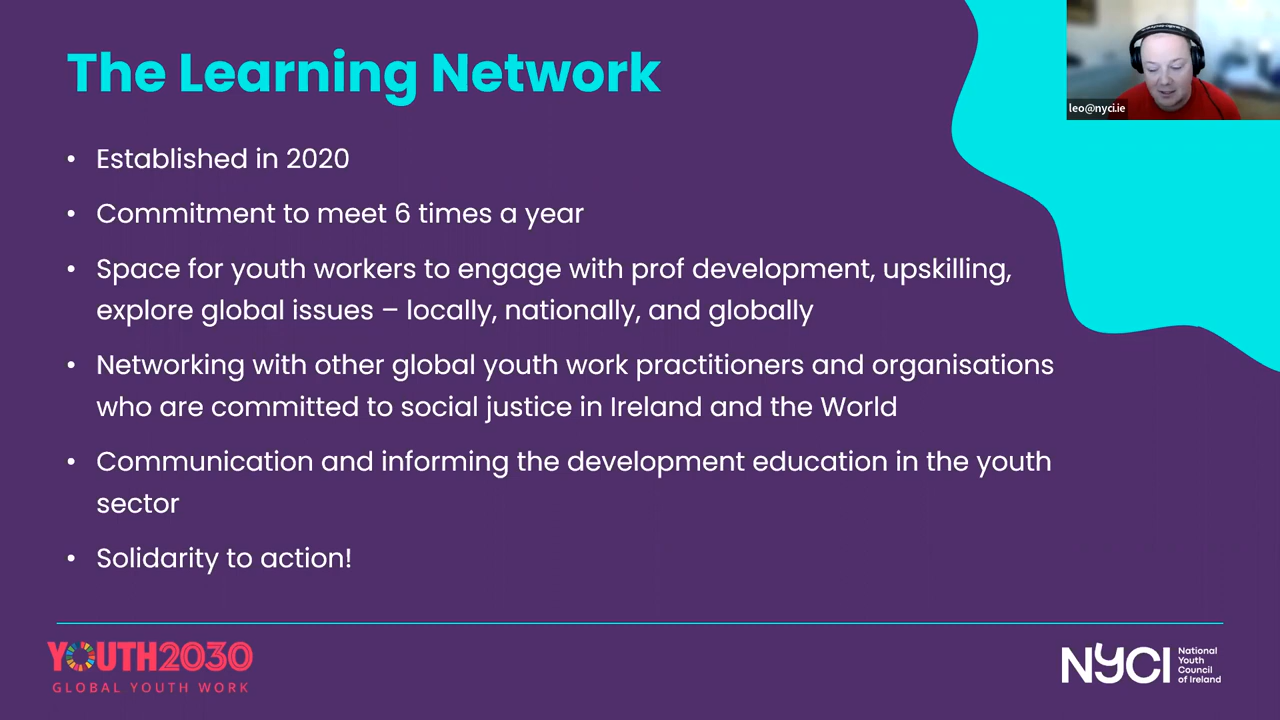 The Learning Network
leo@nyci.ie
• Established in 2020
• Commitment to meet 6 times a year
• Space for youth workers to engage with prof development, upskilling,
explore global issues – locally, nationally, and globally
• Networking with other global youth work practitioners and organisations
who are committed to social justice in Ireland and the World
• Communication and informing the development education in the youth
sector
• Solidarity to action!
YOUTH2030
GLOBAL YOUTH WORK
NYCI
National
Youth
Council
of Ireland